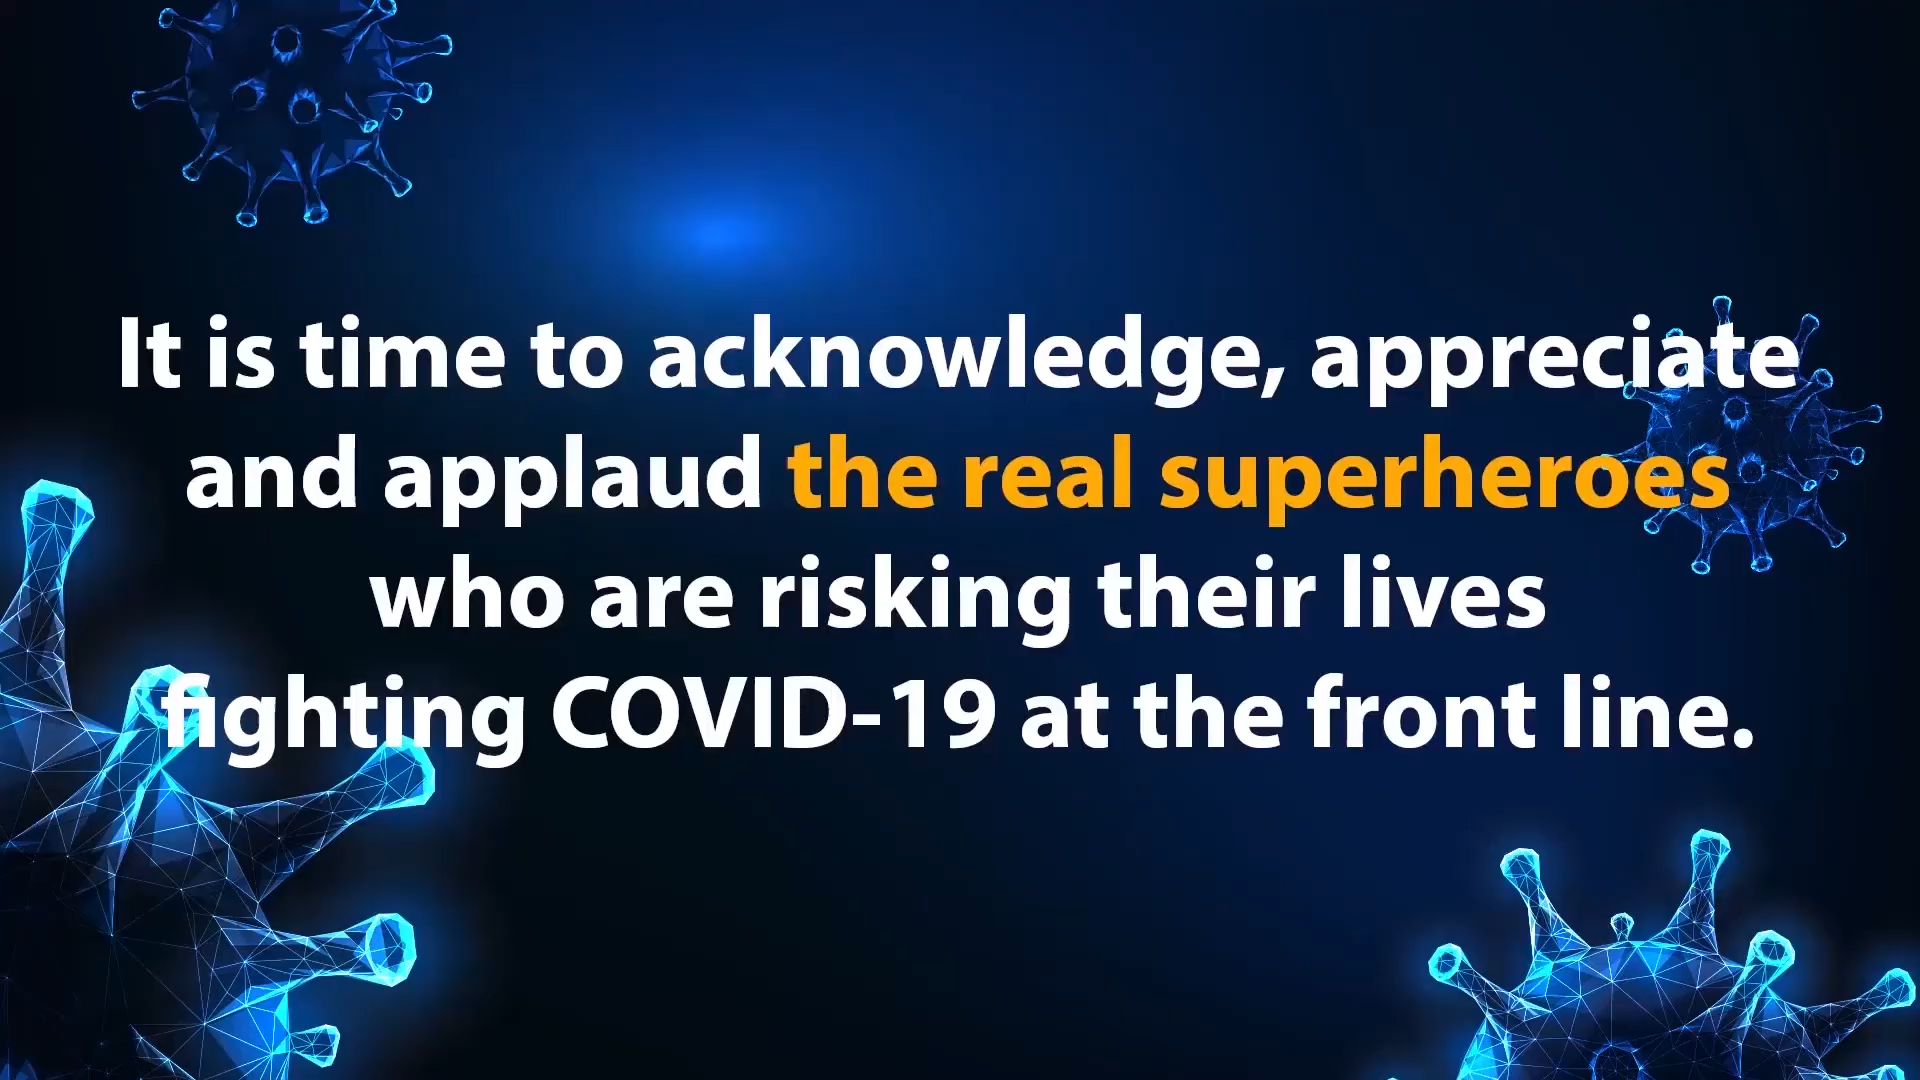 It is time to acknowledge, appreciate
and applaud the real superheroes
who are risking their lives
fighting COVID-19 at the front line.